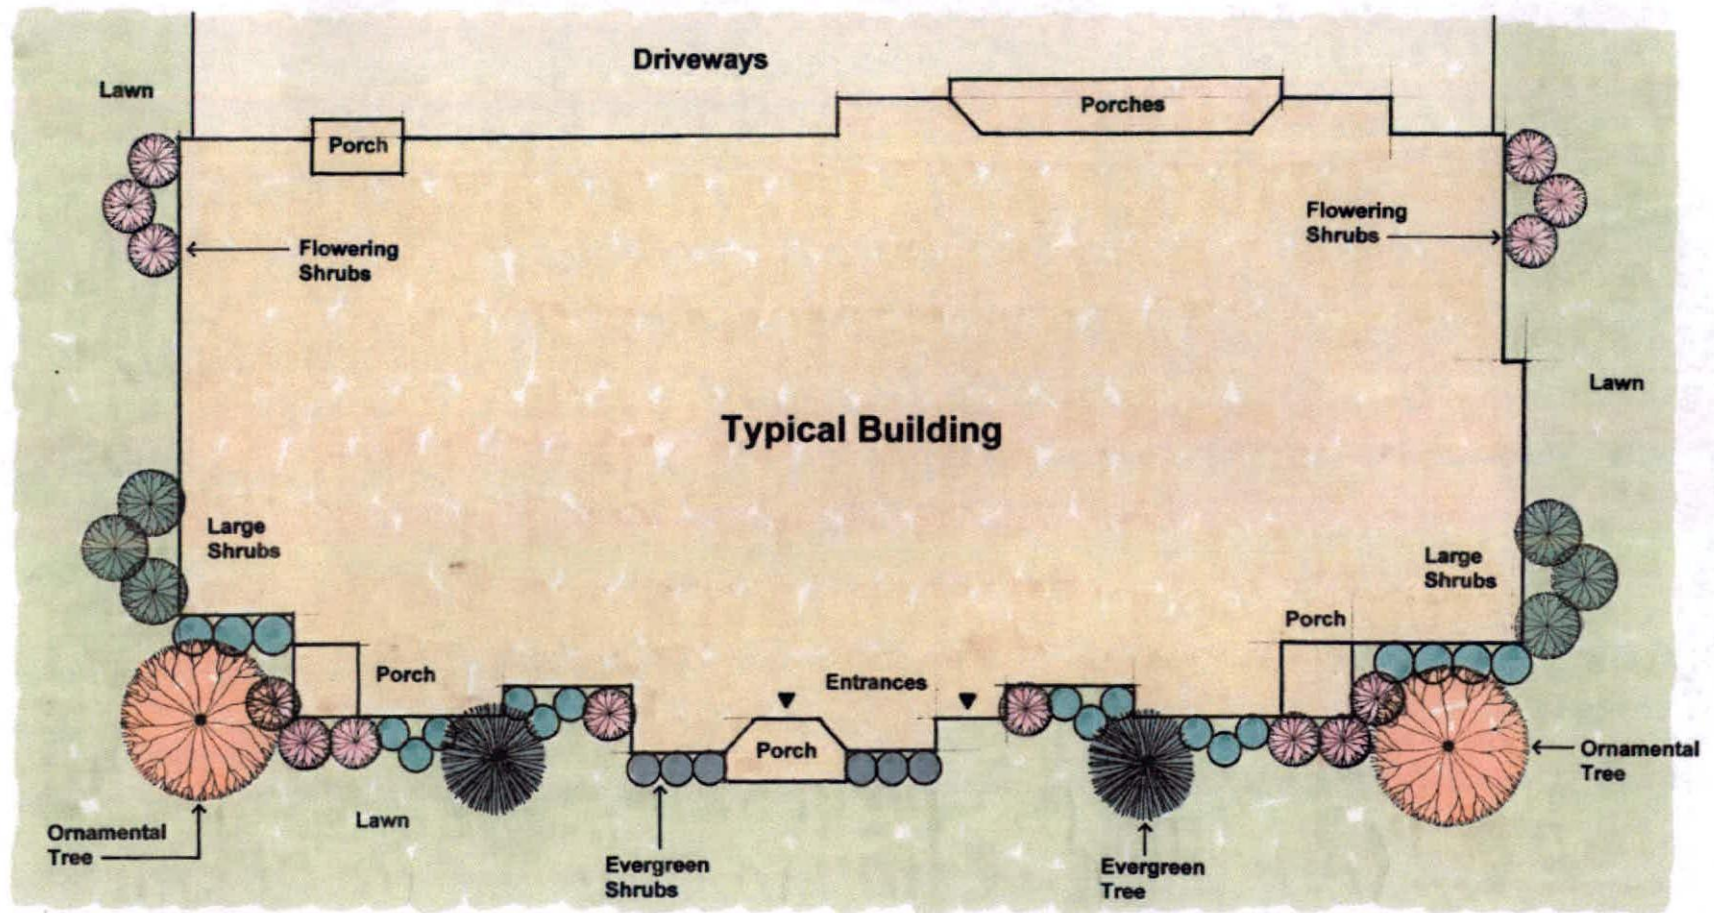 Driveways
Lawn
Porches
Porch
Flowering
Shrubs
Flowering
Shrubs
Lawn
Typical Building
Large
Shrubs
Large
Shrubs
Porch
Porch
Entrances
Porch
Ornamental
Tree
Lawn
Ornamental
Tree
Evergreen
Shrubs
Evergreen
Tree